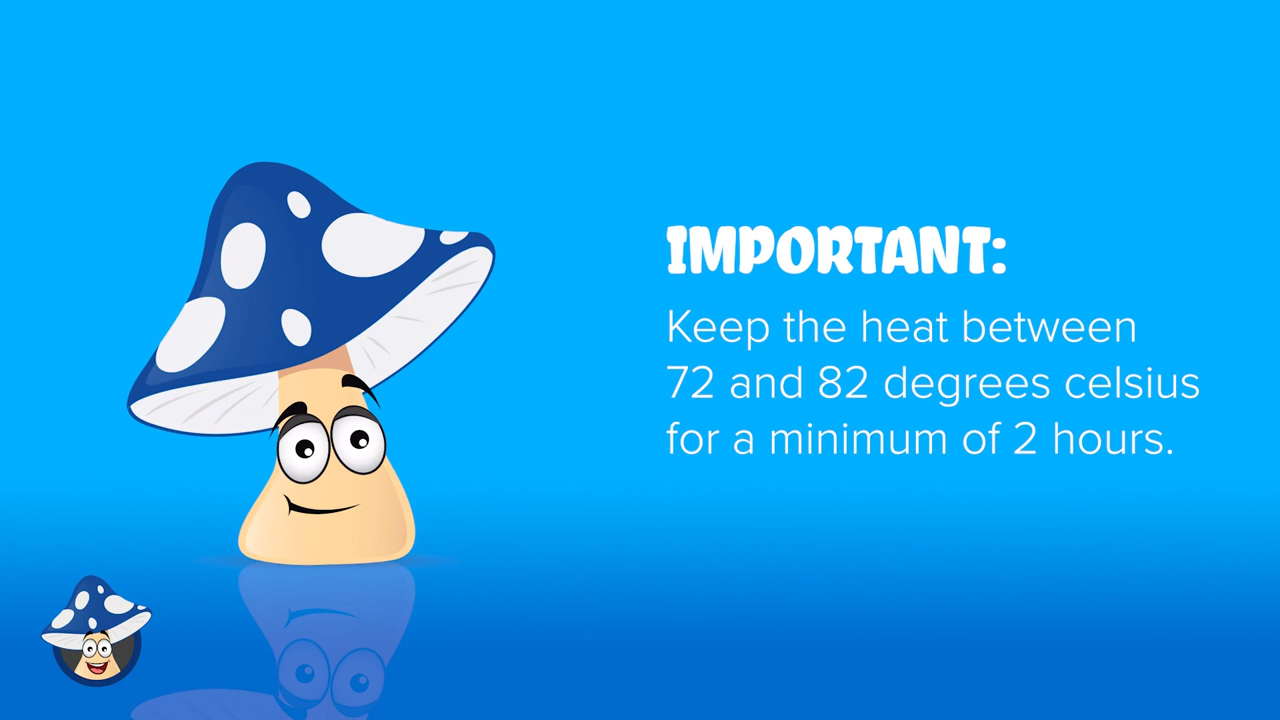 IMPORTANT:
Keep the heat between
72 and 82 degrees celsius
for a minimum of 2 hours.